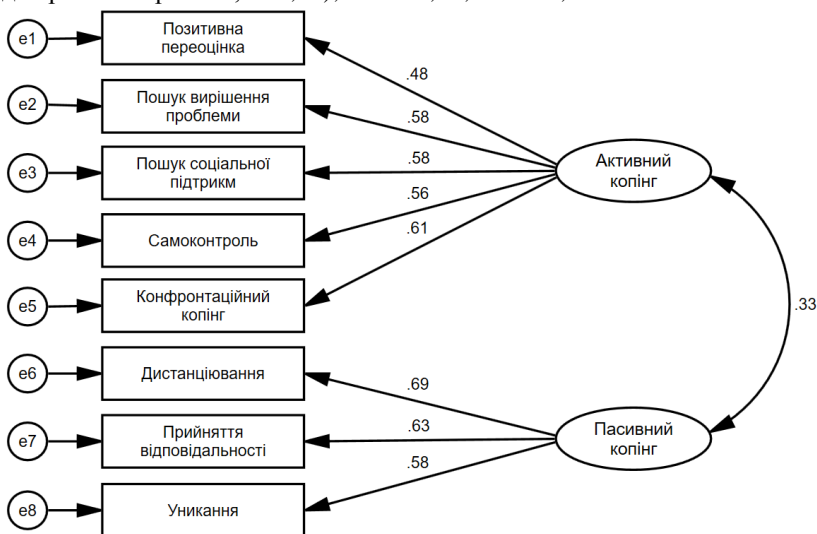 e1
Позитивна
переоцінка
.48
e2
Пошук вирішення
проблеми
.58
e3
Пошук соціальної
підтрикм
.58
Активний
копінг
e4
Самоконтроль
.56
e5
Конфронтаційний
копінг
.61
.33
e6
Дистанціювання
.69
e7
Прийняття
відповідальності
.63
Пасивний
копінг
e8
Уникання
.58